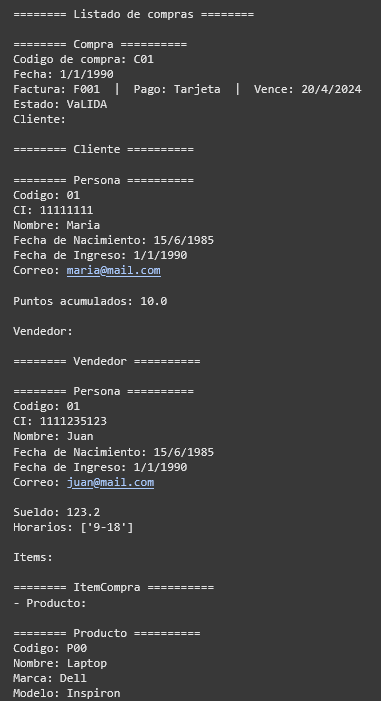 ======== Listado de compras ========
======== Compra ==========
Codigo de compra: C01
Fecha: 1/1/1990
Factura: F001 | Pago: Tarjeta | Vence: 20/4/2024
Estado: VaLIDA
Cliente:
======== Cliente ==========
======== Persona ==========
Codigo: 01
CI: 11111111
Nombre: Maria
Fecha de Nacimiento: 15/6/1985
Fecha de Ingreso: 1/1/1990
Correo: maria@mail.com
Puntos acumulados: 10.0
Vendedor:
======== Vendedor ==========
======== Persona ==========
Codigo: 01
CI: 1111235123
Nombre: Juan
Fecha de Nacimiento: 15/6/1985
Fecha de Ingreso: 1/1/1990
Correo: juan@mail.com
Sueldo: 123.2
Horarios: ['9-18']
Items:
======== ItemCompra ==========
- Producto:
======== Producto ==========
Codigo: P00
Nombre: Laptop
Marca: Dell
Modelo: Inspiron